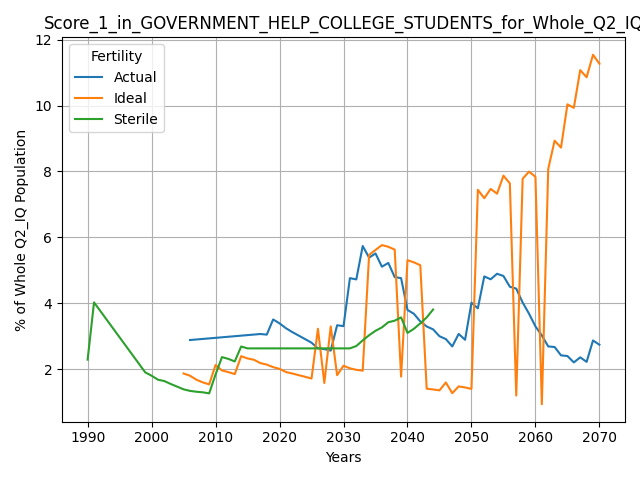 Score_1_in_GOVERNMENT_HELP_COLLEGE_STUDENTS_for_Whole_Q2_IQ
12
10
8
6
4
2
% of Whole Q2_IQ Population
Fertility
Actual
Ideal
Sterile
1990 2000 2010 2020 2030 2040 2050 2060 2070
Years